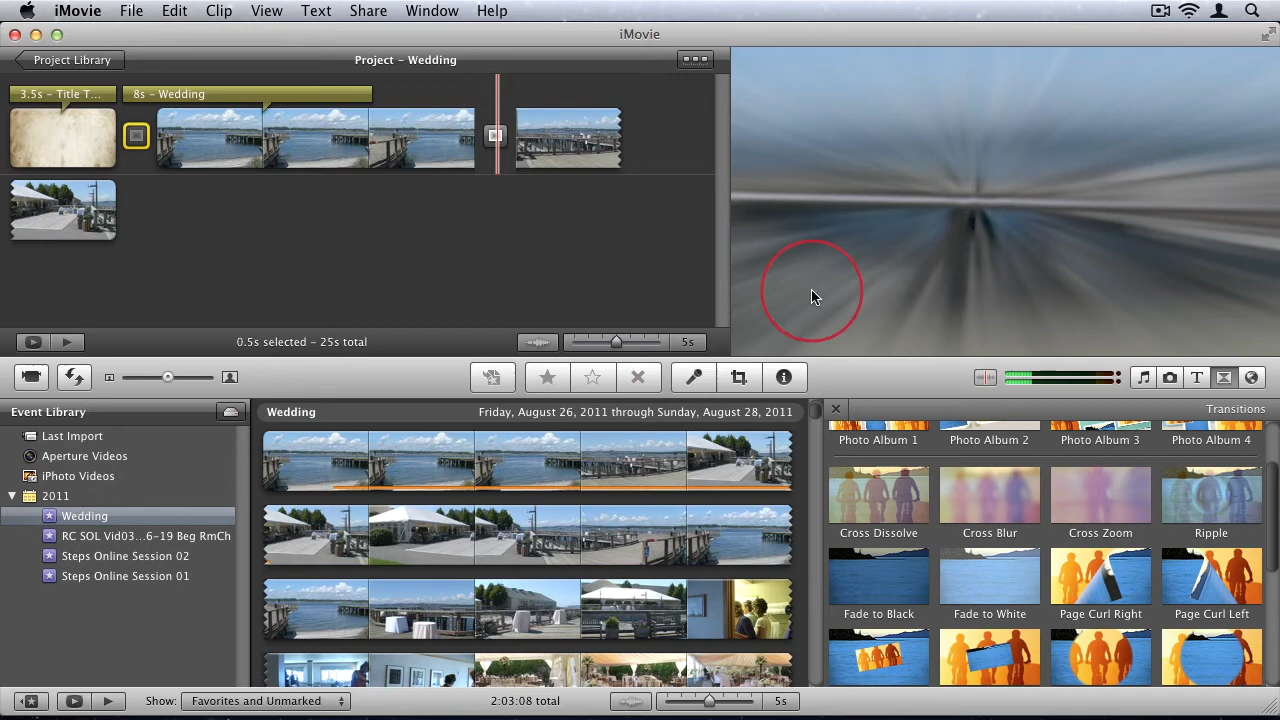 iMovie File Edit Clip View Text Share Window Help
iMovie
Project Library
Project – Wedding
3.5s – Title T...
8s – Wedding
0.5s selected – 25s total
5s
Event Library
Last Import
Aperture Videos
iPhoto Videos
2011
Wedding
RC SOL Vid03...6–19 Beg RmCh
Steps Online Session 02
Steps Online Session 01
Wedding
Friday, August 26, 2011 through Sunday, August 28, 2011
Transitions
Photo Album 1
Photo Album 2
Photo Album 3
Photo Album 4
Cross Dissolve
Cross Blur
Cross Zoom
Ripple
Fade to Black
Fade to White
Page Curl Right
Page Curl Left
Show: Favorites and Unmarked
2:03:08 total
5s